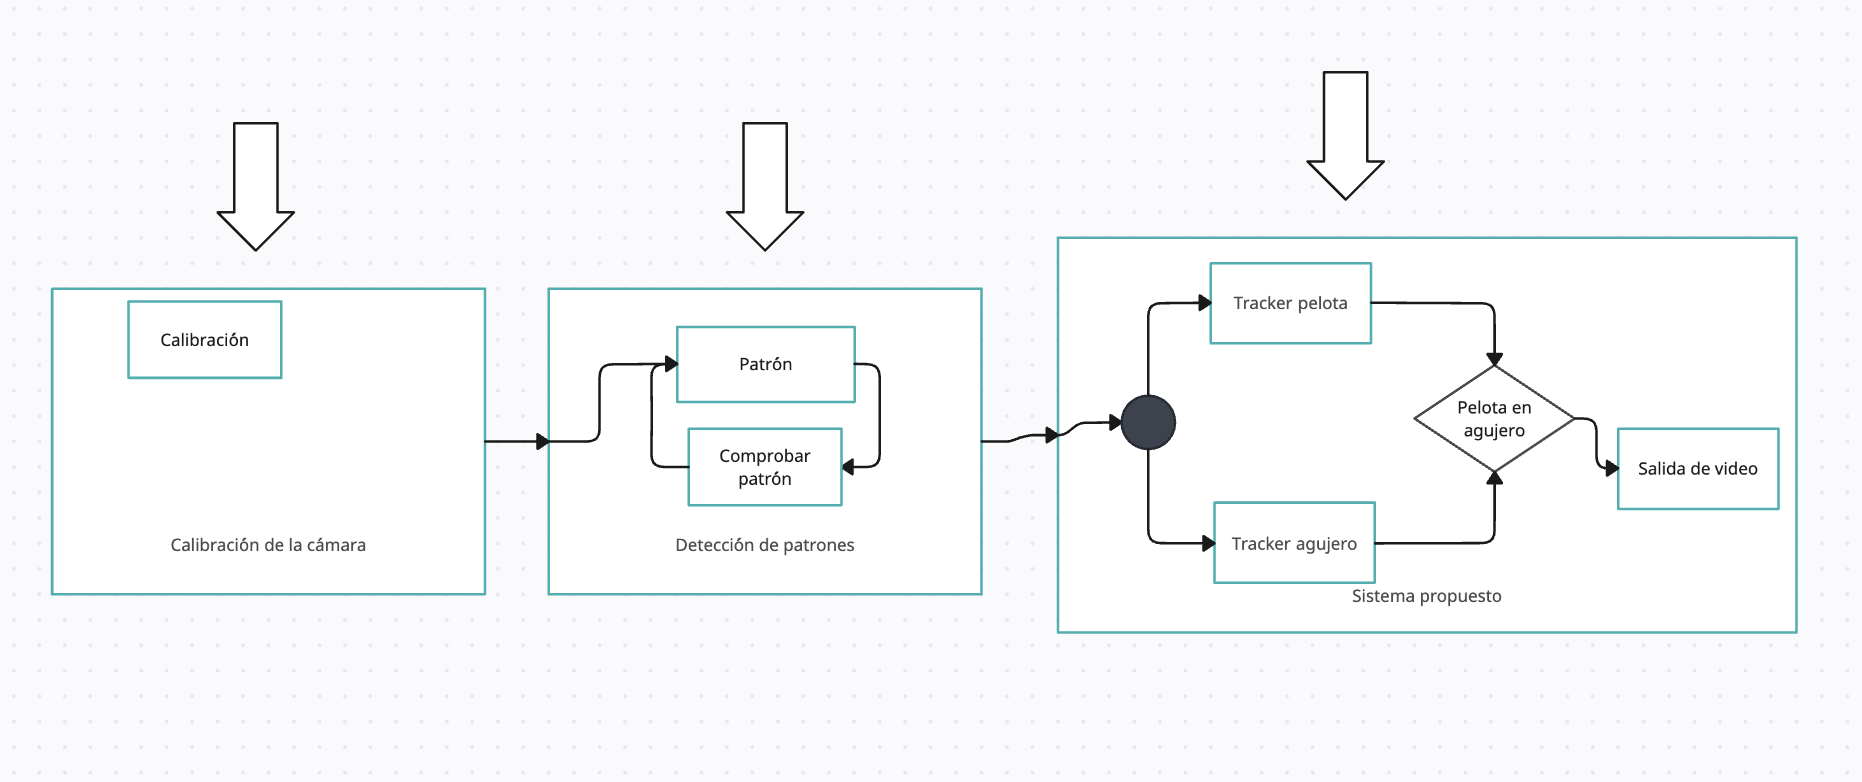 Calibración
Calibración de la cámara
Patrón
Comprobar
patrón
Detección de patrones
Tracker pelota
Pelota en
agujero
Salida de video
Tracker agujero
Sistema propuesto